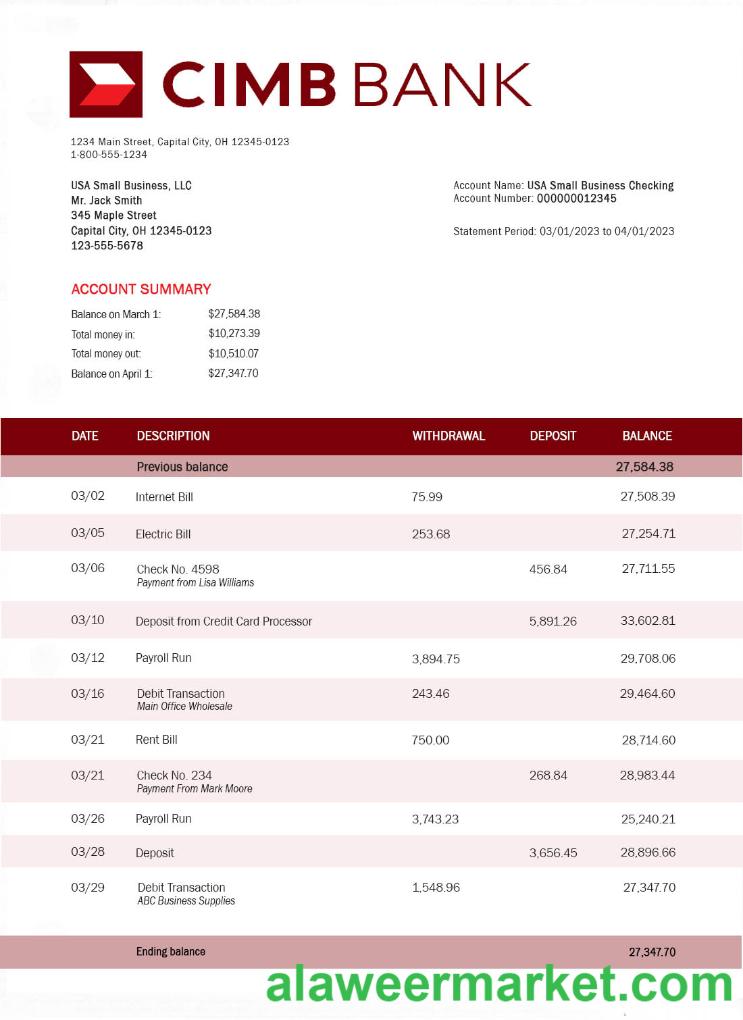 CIMB BANK
1234 Main Street, Capital City, OH 12345-0123
1-800-555-1234
USA Small Business, LLC
Mr. Jack Smith
345 Maple Street
Capital City, OH 12345-0123
123-555-5678
Account Name: USA Small Business Checking
Account Number: 000000012345
Statement Period: 03/01/2023 to 04/01/2023
ACCOUNT SUMMARY
Balance on March 1: $27,584.38
Total money in: $10,273.39
Total money out: $10,510.07
Balance on April 1: $27,347.70
DATE DESCRIPTION WITHDRAWAL DEPOSIT BALANCE
Previous balance 27,584.38
03/02 Internet Bill 75.99 27,508.39
03/05 Electric Bill 253.68 27,254.71
03/06 Check No. 4598 456.84 27,711.55
Payment from Lisa Williams
03/10 Deposit from Credit Card Processor 5,891.26 33,602.81
03/12 Payroll Run 3,894.75 29,708.06
03/16 Debit Transaction 243.46 29,464.60
Main Office Wholesale
03/21 Rent Bill 750.00 28,714.60
03/21 Check No. 234 268.84 28,983.44
Payment From Mark Moore
03/26 Payroll Run 3,743.23 25,240.21
03/28 Deposit 3,656.45 28,896.66
03/29 Debit Transaction 1,548.96 27,347.70
ABC Business Supplies
Ending balance 27,347.70
alaweermarket.com